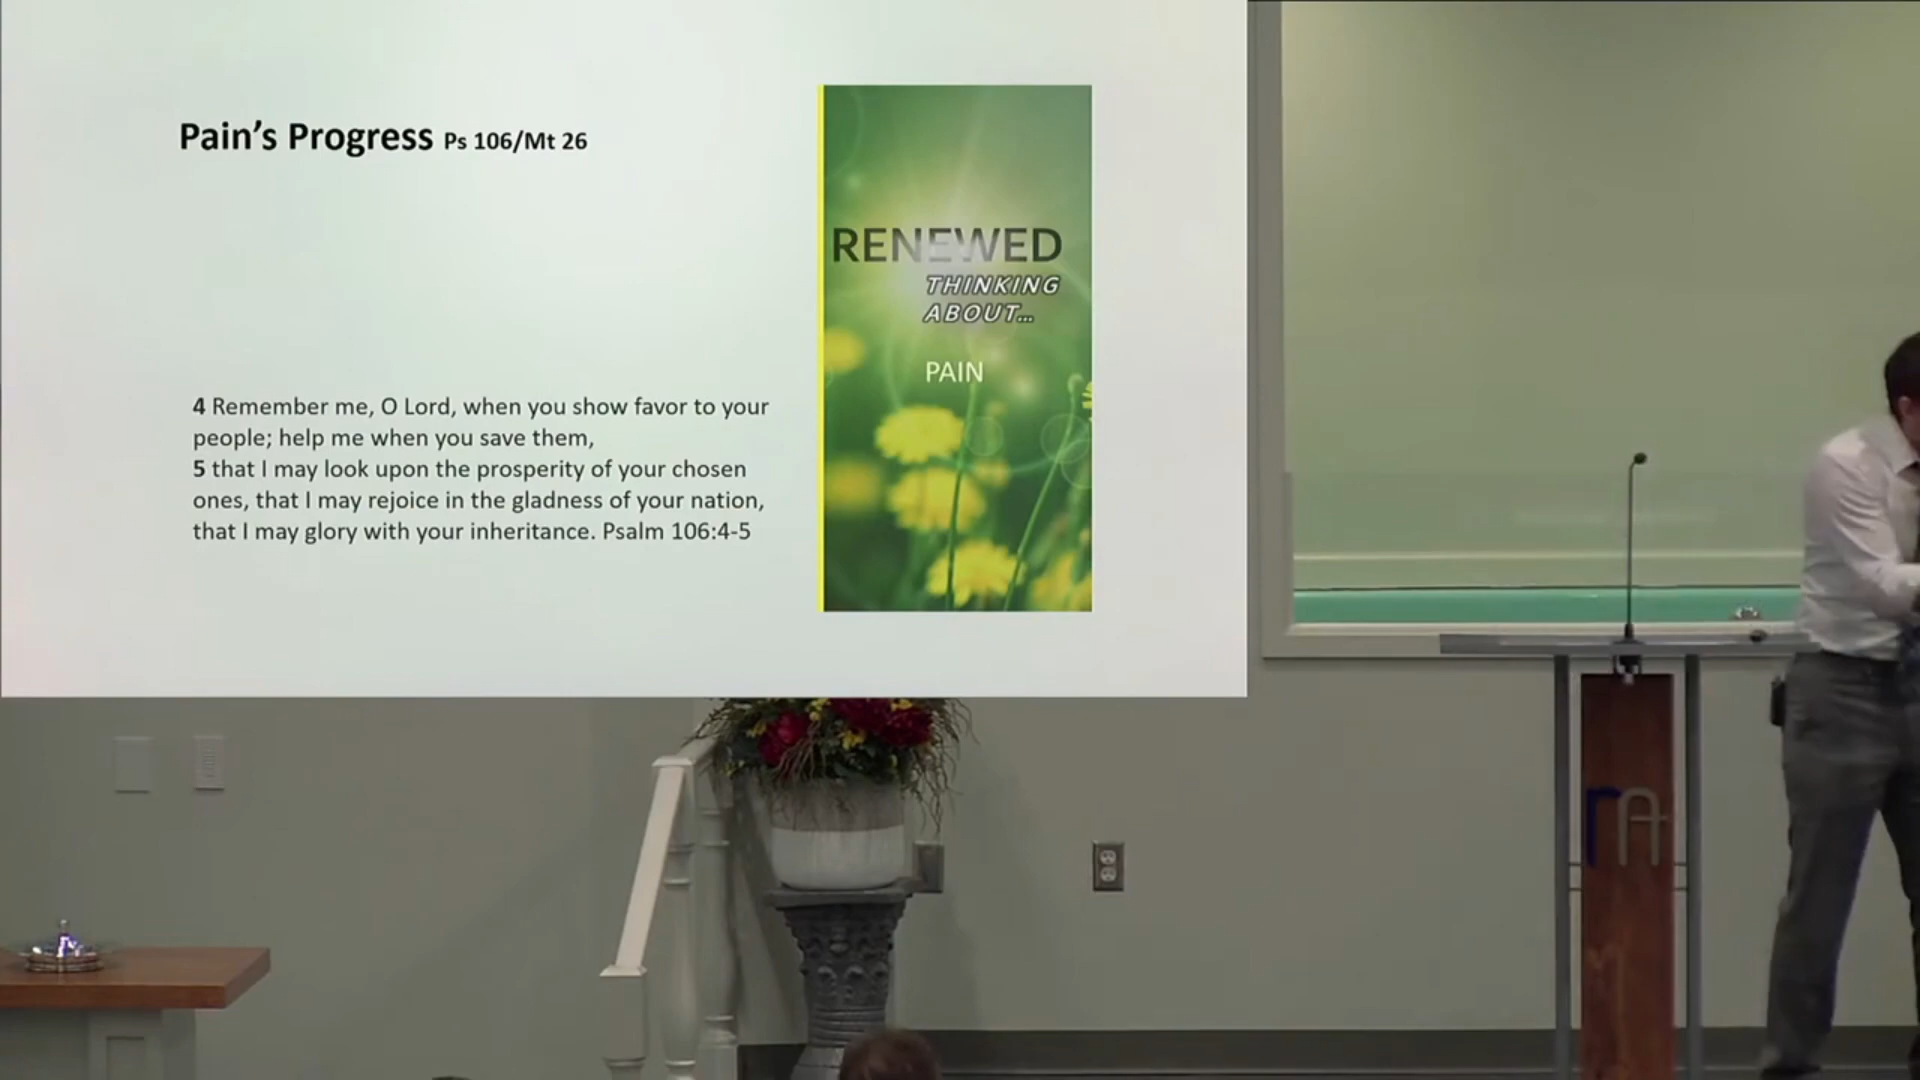 Pain's Progress Ps 106/Mt 26
RENEWED
THINKING
ABOUT...
PAIN
4 Remember me, O Lord, when you show favor to your
people; help me when you save them,
5 that I may look upon the prosperity of your chosen
ones, that I may rejoice in the gladness of your nation,
that I may glory with your inheritance. Psalm 106:4-5
rA